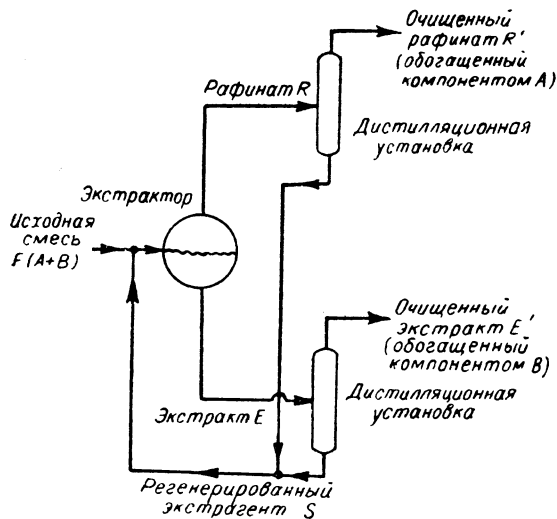 Очищенный
рафинат R'
(обогащенный
компонентом A)
Рафинат R
Дистилляционная
установка
Экстрактор
Исходная
смесь
F(A+B)
Очищенный
экстракт E'
(обогащенный
компонентом B)
Дистилляционная
установка
Экстракт E
Регенерированный
экстрагент S